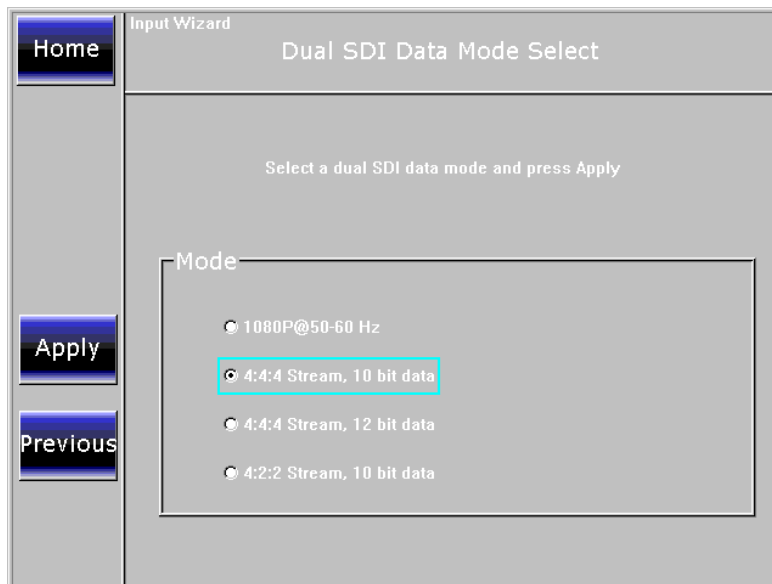 Home
Input Wizard
Dual SDI Data Mode Select
Select a dual SDI data mode and press Apply
Mode
1080P@50-60 Hz
Apply
4:4:4 Stream, 10 bit data
4:4:4 Stream, 12 bit data
Previous
4:2:2 Stream, 10 bit data